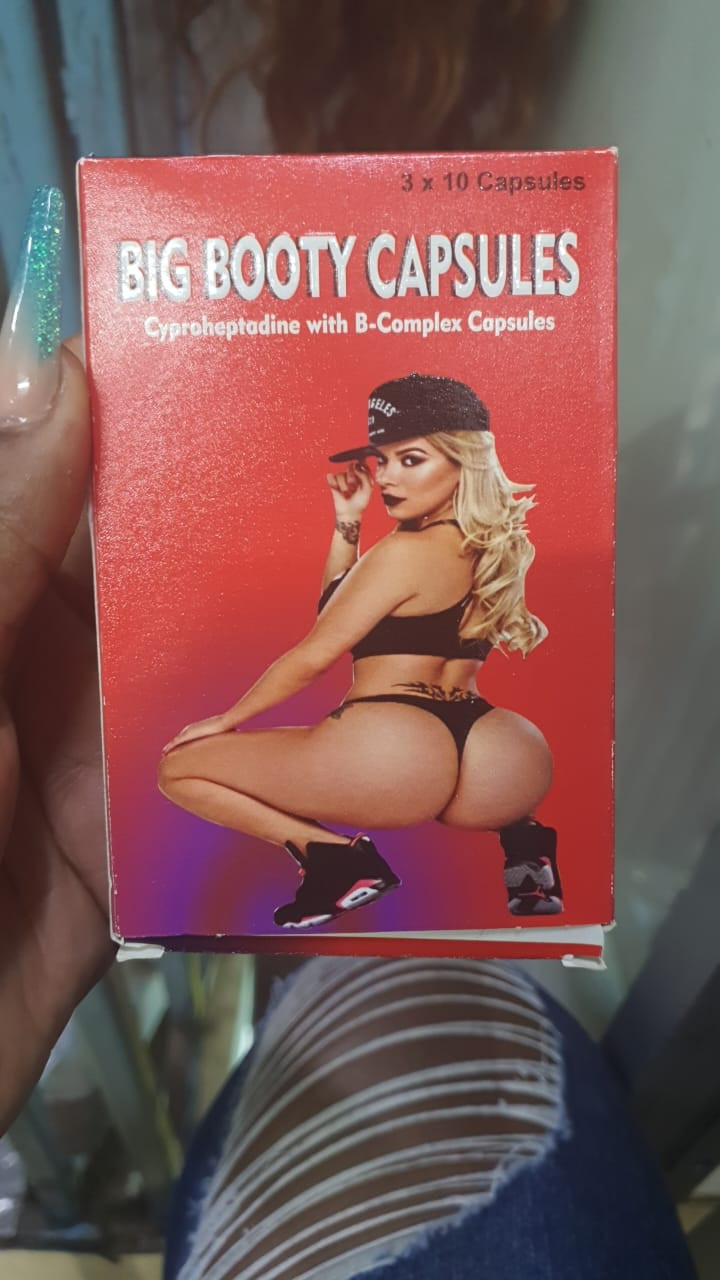 3 x 10 Capsules
BIG BOOTY CAPSULES
Cyproheptadine with B-Complex Capsules